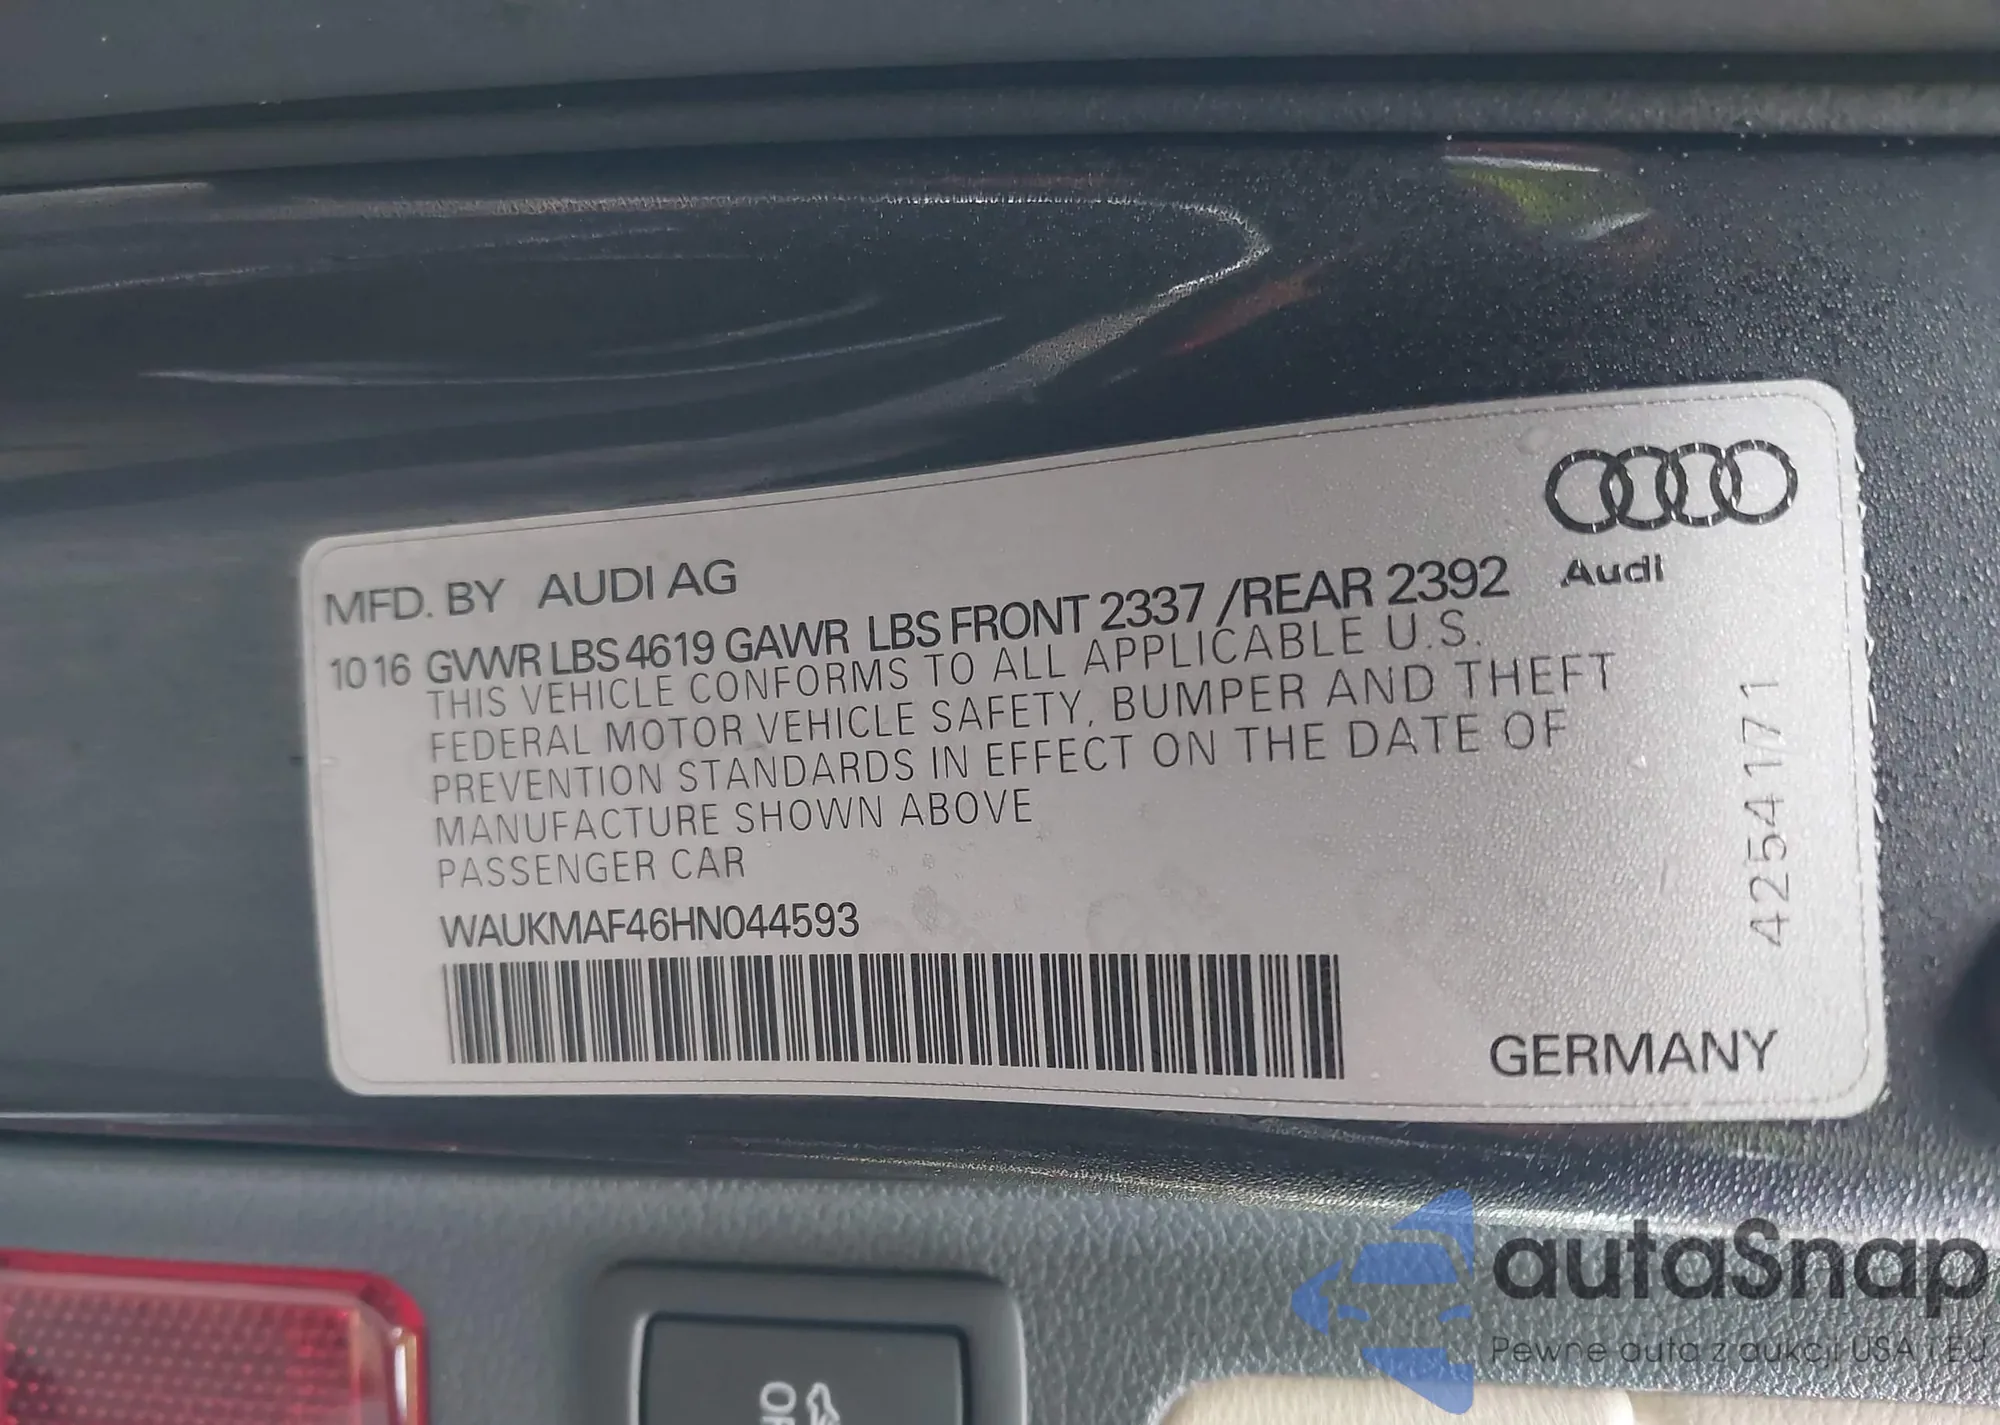 Audi
MFD. BY AUDI AG
10 16 GVWR LBS 4619 GAWR LBS FRONT 2337 /REAR 2392
THIS VEHICLE CONFORMS TO ALL APPLICABLE U.S.
FEDERAL MOTOR VEHICLE SAFETY, BUMPER AND THEFT
PREVENTION STANDARDS IN EFFECT ON THE DATE OF
MANUFACTURE SHOWN ABOVE
PASSENGER CAR
WAUKMAF46HN044593
GERMANY
4254171
autaSnap
Pewne auta z aukcji USA i EU